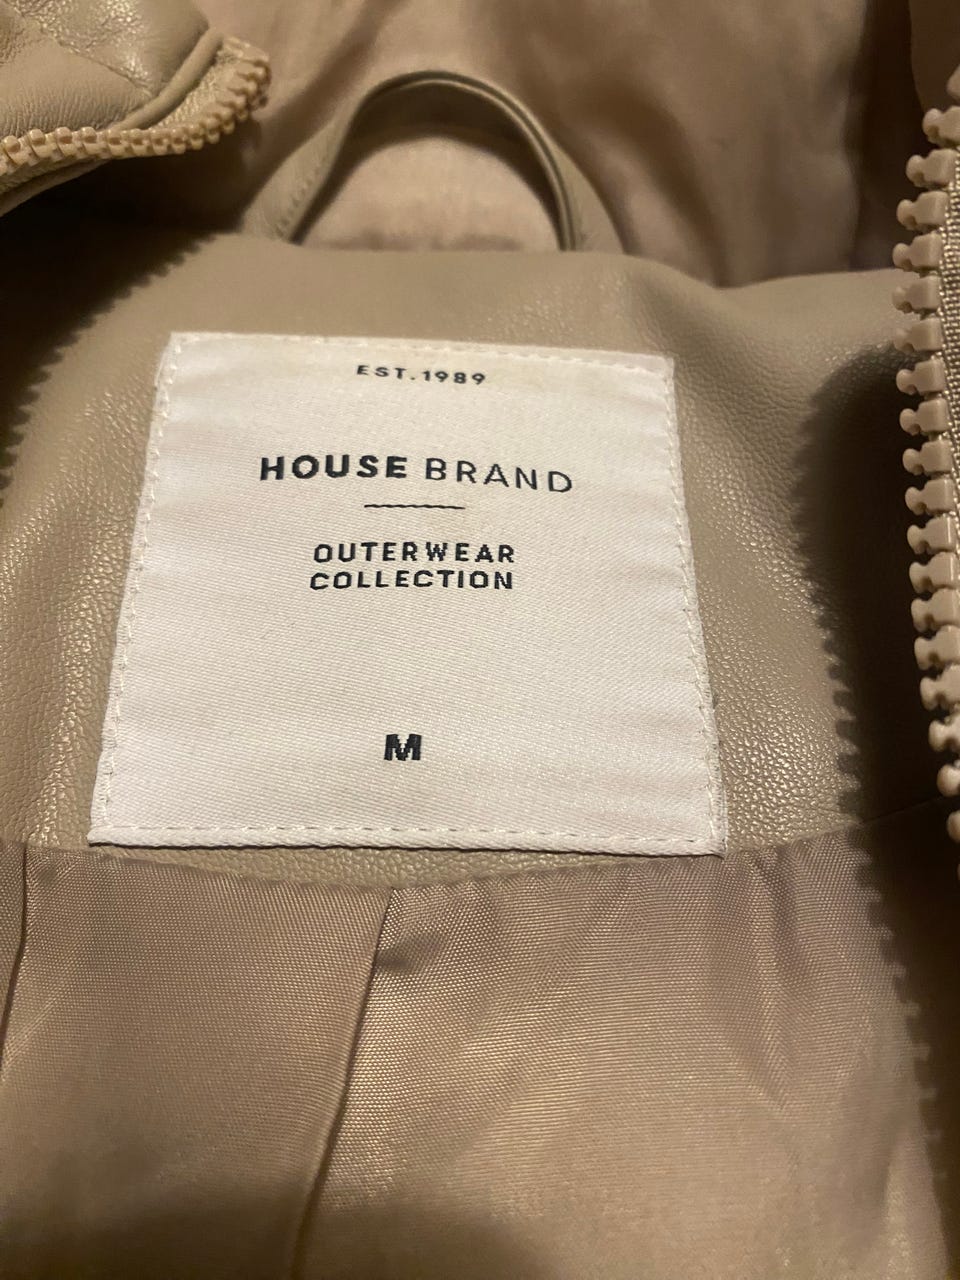 EST.1989
HOUSE BRAND
OUTERWEAR
COLLECTION
M